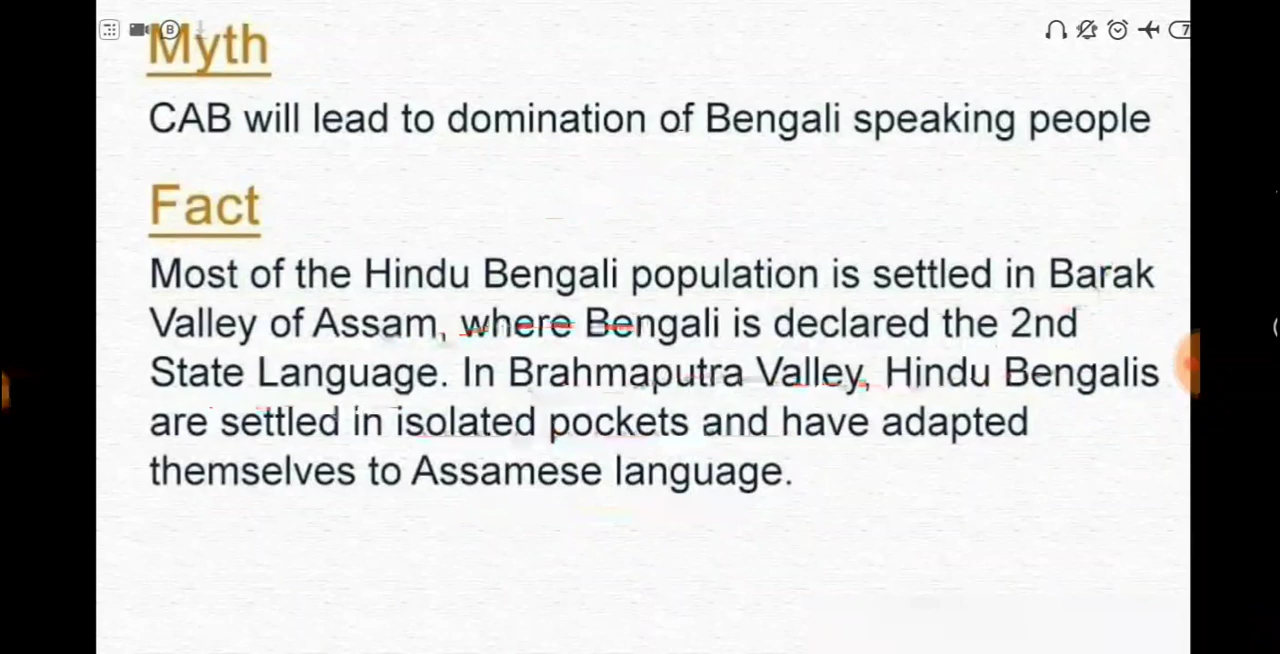 B
7
Myth
CAB will lead to domination of Bengali speaking people
Fact
Most of the Hindu Bengali population is settled in Barak
Valley of Assam, where Bengali is declared the 2nd
State Language. In Brahmaputra Valley, Hindu Bengalis
are settled in isolated pockets and have adapted
themselves to Assamese language.